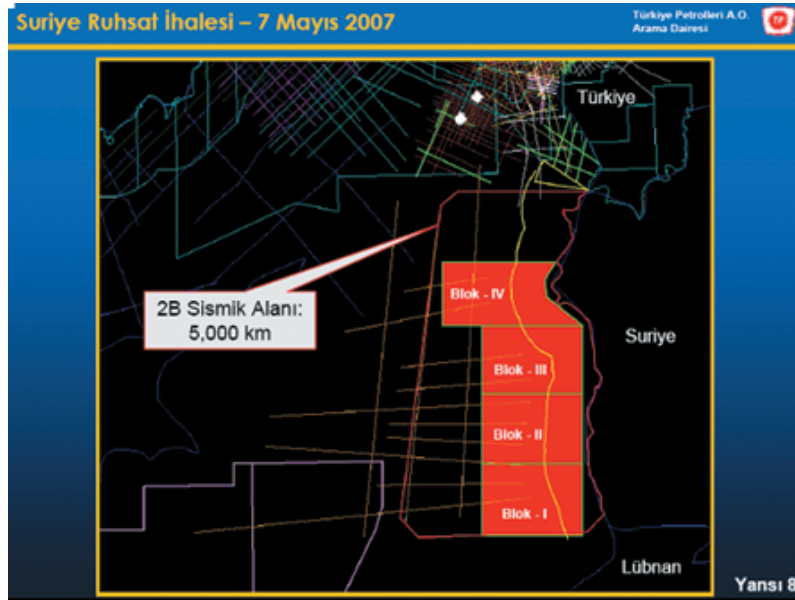 Suriye Ruhsat İhalesi – 7 Mayıs 2007
Türkiye Petrolleri A.O.
Arama Dairesi
TP
Türkiye
2B Sismik Alanı:
5,000 km
Blok - IV
Suriye
Blok - III
Blok - II
Blok - I
Lübnan
Yansı 8